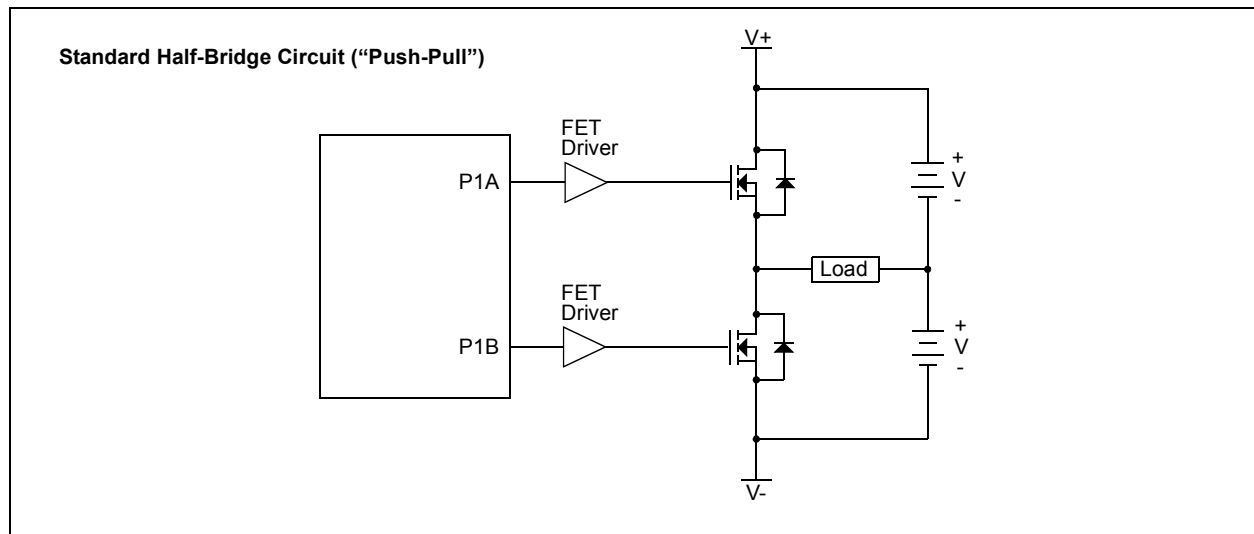 Standard Half-Bridge Circuit (“Push-Pull”)
V+
FET
Driver
P1A
+
V
-
Load
FET
Driver
P1B
+
V
-
V-